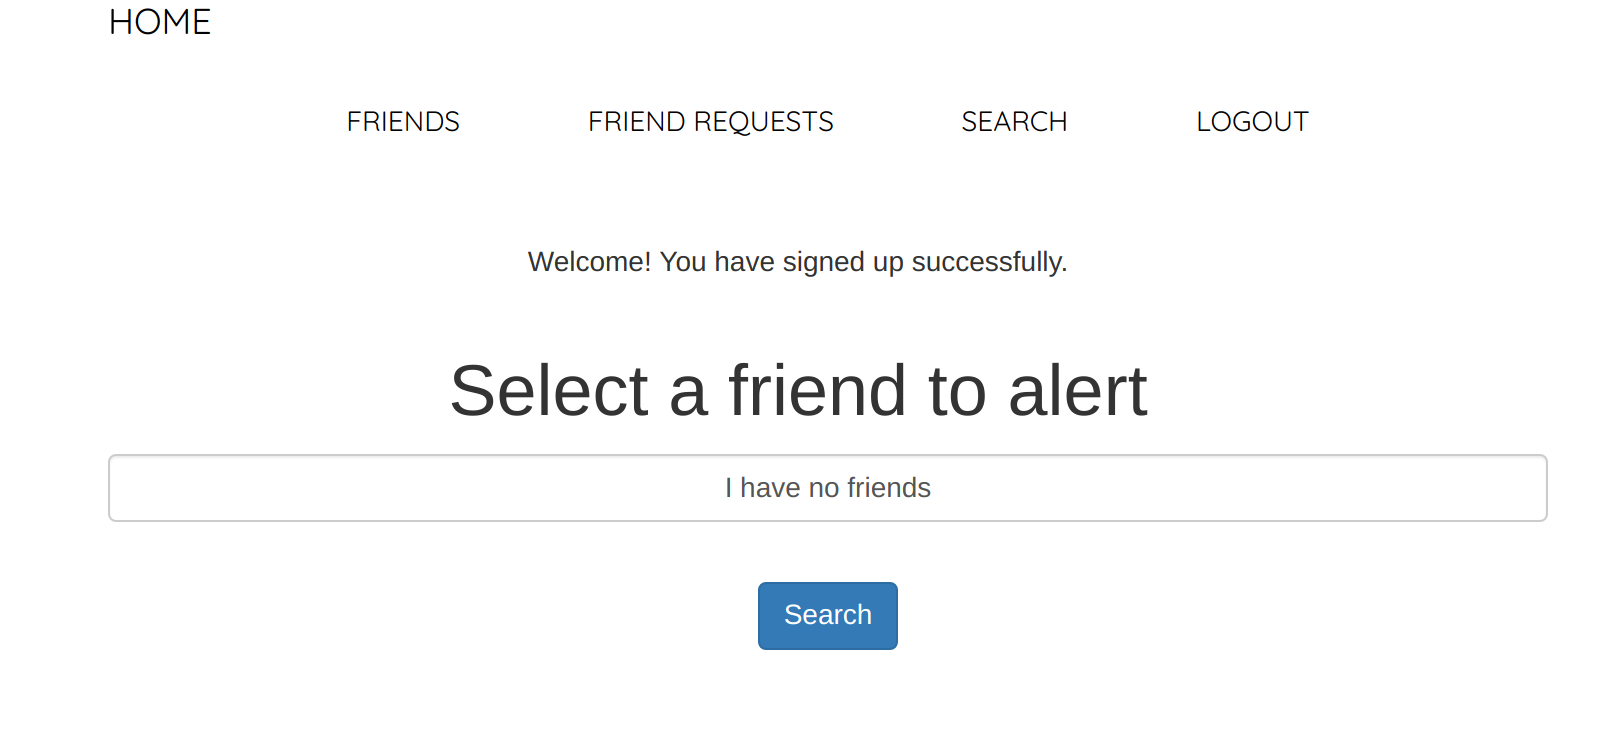 HOME
FRIENDS FRIEND REQUESTS SEARCH LOGOUT
Welcome! You have signed up successfully.
Select a friend to alert
I have no friends
Search